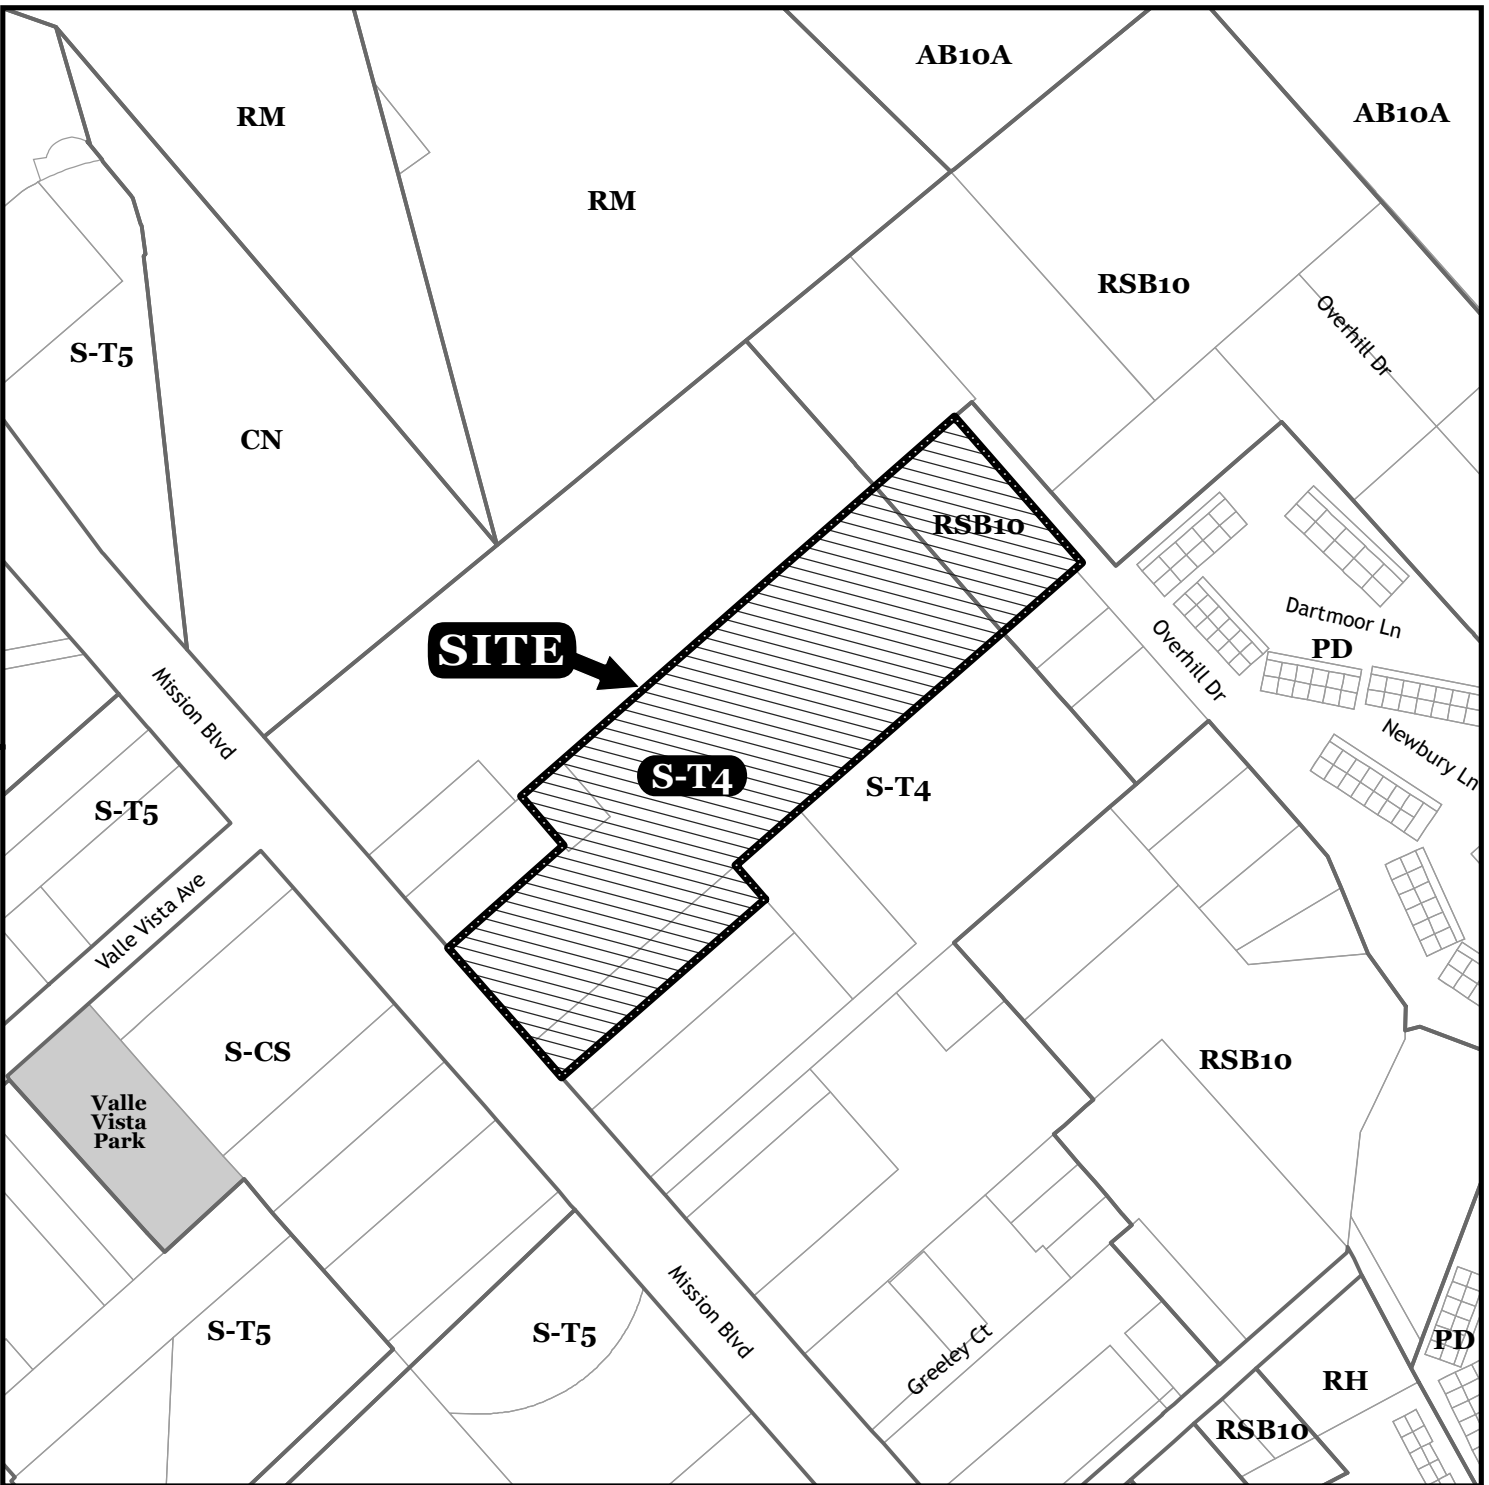 AB10A
AB10A
RM
RM
RSB10
Overhill Dr
S-T5
CN
RSB10
SITE
Dartmoor Ln
PD
Overhill Dr
Mission Blvd
Newbury Ln
S-T4
S-T4
S-T5
Valle Vista Ave
S-CS
RSB10
Valle
Vista
Park
S-T5
S-T5
Mission Blvd
Greeley Ct
PD
RH
RSB10